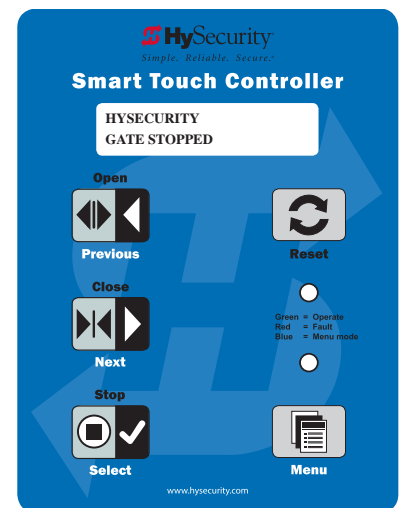 HySecurity
Simple. Reliable. Secure.
Smart Touch Controller
HYSECURITY
GATE STOPPED
Open
Previous
Reset
Close
Green = Operate
Red = Fault
Blue = Menu mode
Next
Stop
Select
Menu
www.hysecurity.com